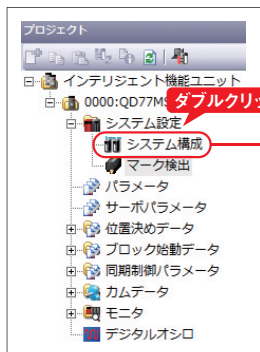 プロジェクト
インテリジェント機能ユニット
0000:QD77MS
ダブルクリッ
システム設定
システム構成
マーク検出
パラメータ
サーボパラメータ
位置決めデータ
ブロック始動データ
同期制御パラメータ
カムデータ
モニタ
デジタルオシロ